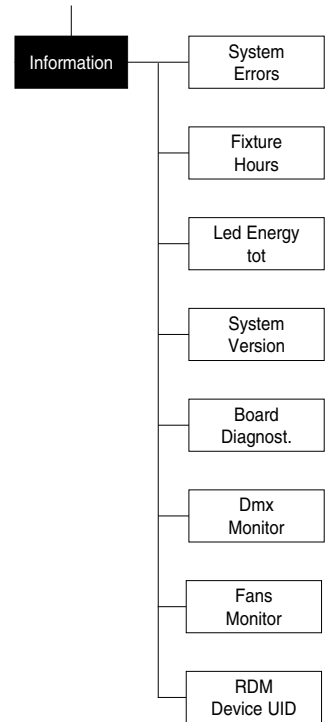 Information
System
Errors
Fixture
Hours
Led Energy
tot
System
Version
Board
Diagnost.
Dmx
Monitor
Fans
Monitor
RDM
Device UID